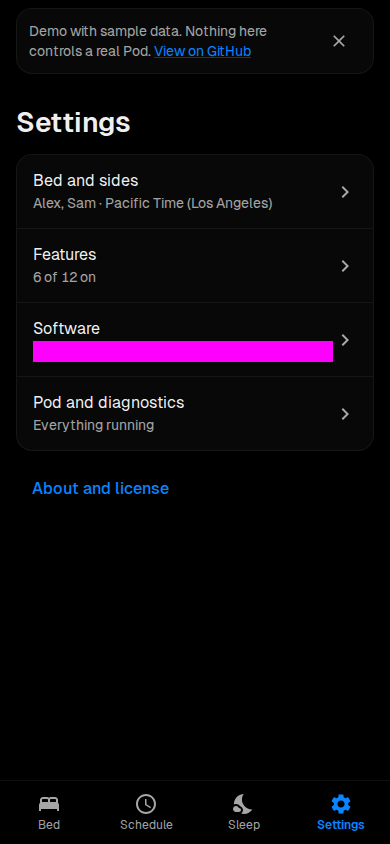 Demo with sample data. Nothing here
controls a real Pod. View on GitHub
Settings
Bed and sides
Alex, Sam · Pacific Time (Los Angeles)
Features
6 of 12 on
Software
Pod and diagnostics
Everything running
About and license
Bed
Schedule
Sleep
Settings